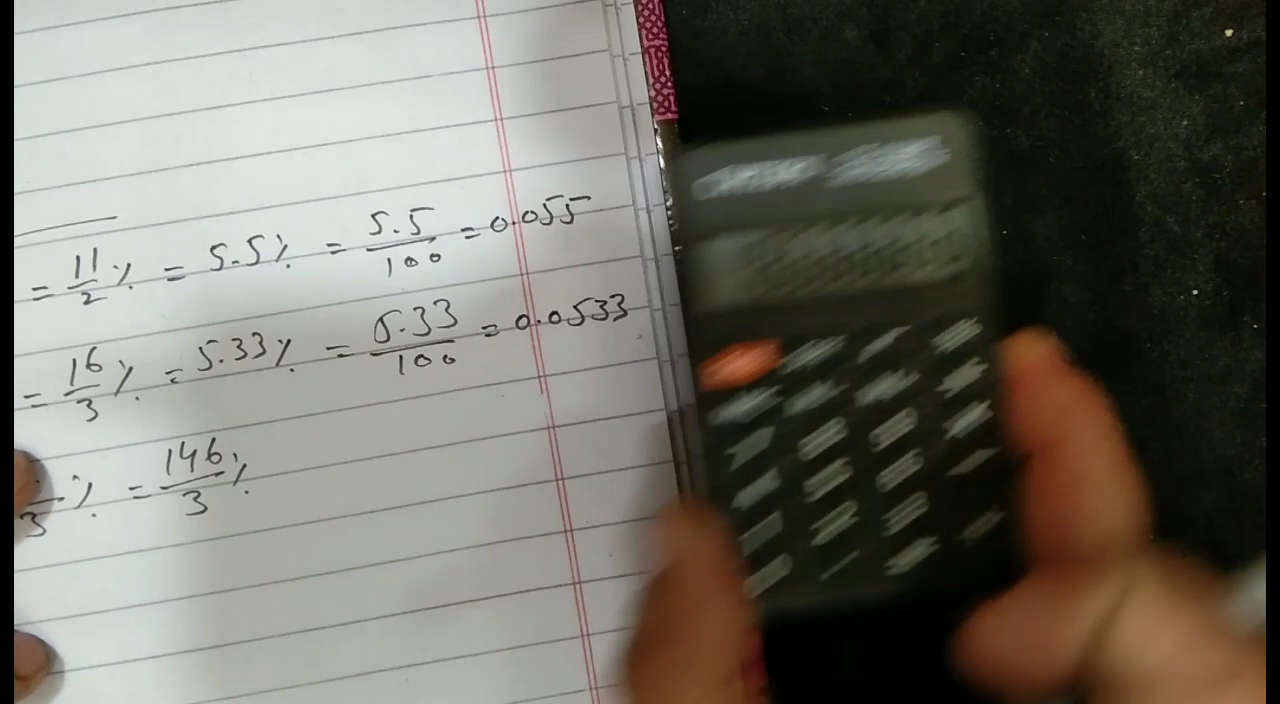 = 11/2 % = 5.5% = 5.5/100 = 0.055
= 16/3 % = 5.33% = 5.33/100 = 0.0533
/3 % = 146/3 %